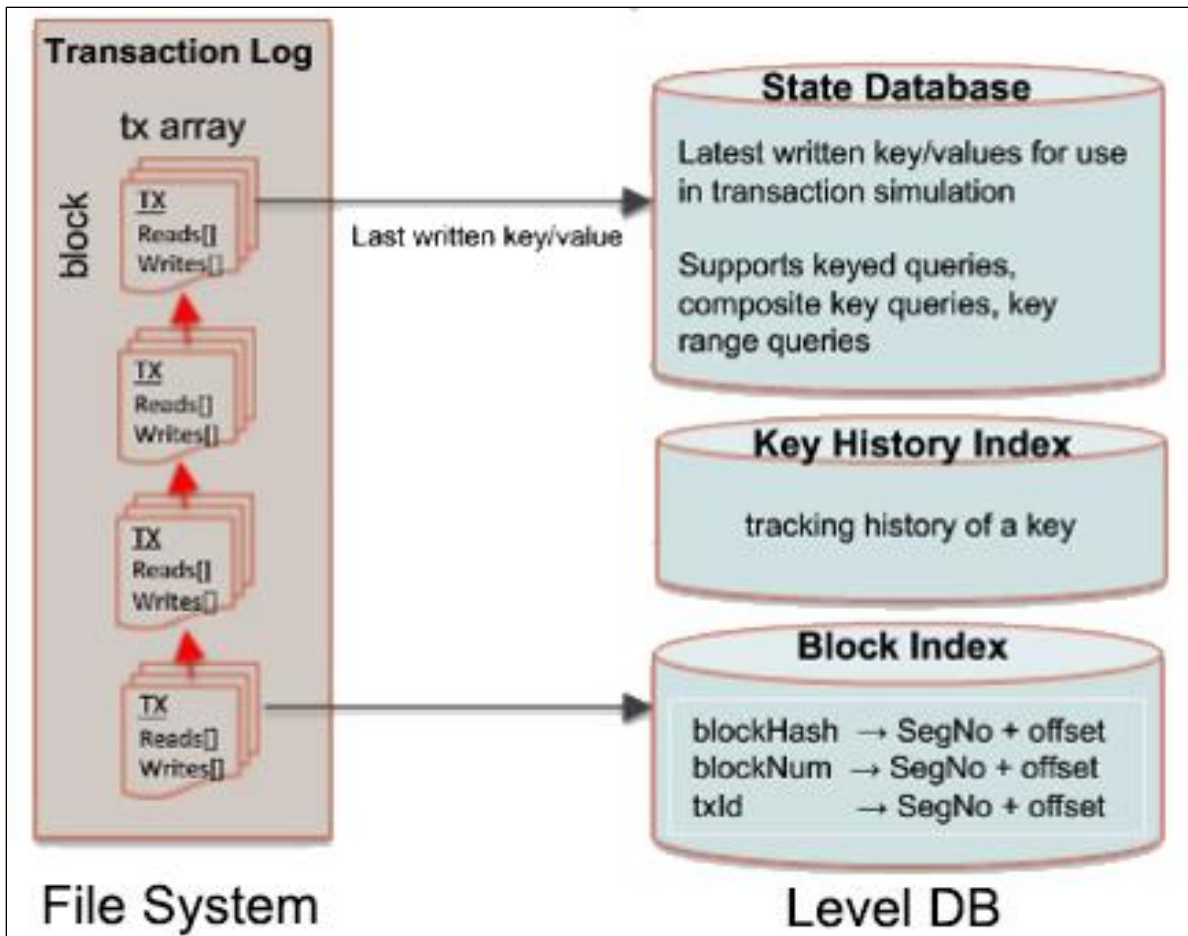 Transaction Log
tx array
block
TX
Reads[]
Writes[]
TX
Reads[]
Writes[]
TX
Reads[]
Writes[]
TX
Reads[]
Writes[]
File System
Last written key/value
State Database
Latest written key/values for use
in transaction simulation
Supports keyed queries,
composite key queries, key
range queries
Key History Index
tracking history of a key
Block Index
blockHash → SegNo + offset
blockNum → SegNo + offset
txId → SegNo + offset
Level DB